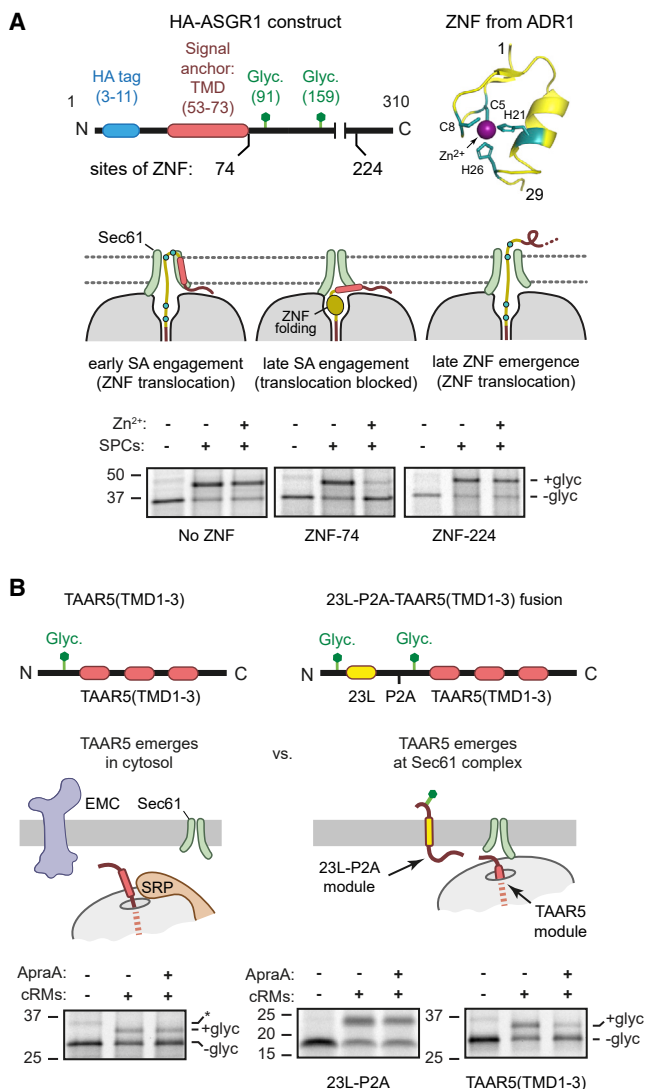 A
HA-ASGR1 construct
ZNF from ADR1
HA tag
(3-11)
Signal
anchor:
TMD
(53-73)
Glyc.
(91)
Glyc.
(159)
1
310
N
C
sites of ZNF:
74
224
1
C5
C8
H21
Zn²⁺
H26
29
Sec61
ZNF
folding
early SA engagement
(ZNF translocation)
late SA engagement
(translocation blocked)
late ZNF emergence
(ZNF translocation)
Zn²⁺: - - + - - + - - +
SPCs: - + + - + + - + +
50
37
+glyc
-glyc
No ZNF
ZNF-74
ZNF-224
B
TAAR5(TMD1-3)
23L-P2A-TAAR5(TMD1-3) fusion
Glyc.
N
C
TAAR5(TMD1-3)
Glyc.
Glyc.
N
C
23L
P2A
TAAR5(TMD1-3)
TAAR5 emerges
in cytosol
vs.
TAAR5 emerges
at Sec61 complex
EMC
Sec61
SRP
23L-P2A
module
TAAR5
module
ApraA: - - +
cRMs: - + +
37
25
*
+glyc
-glyc
ApraA: - - + - - +
cRMs: - + + - + +
25
20
15
37
25
+glyc
-glyc
23L-P2A
TAAR5(TMD1-3)